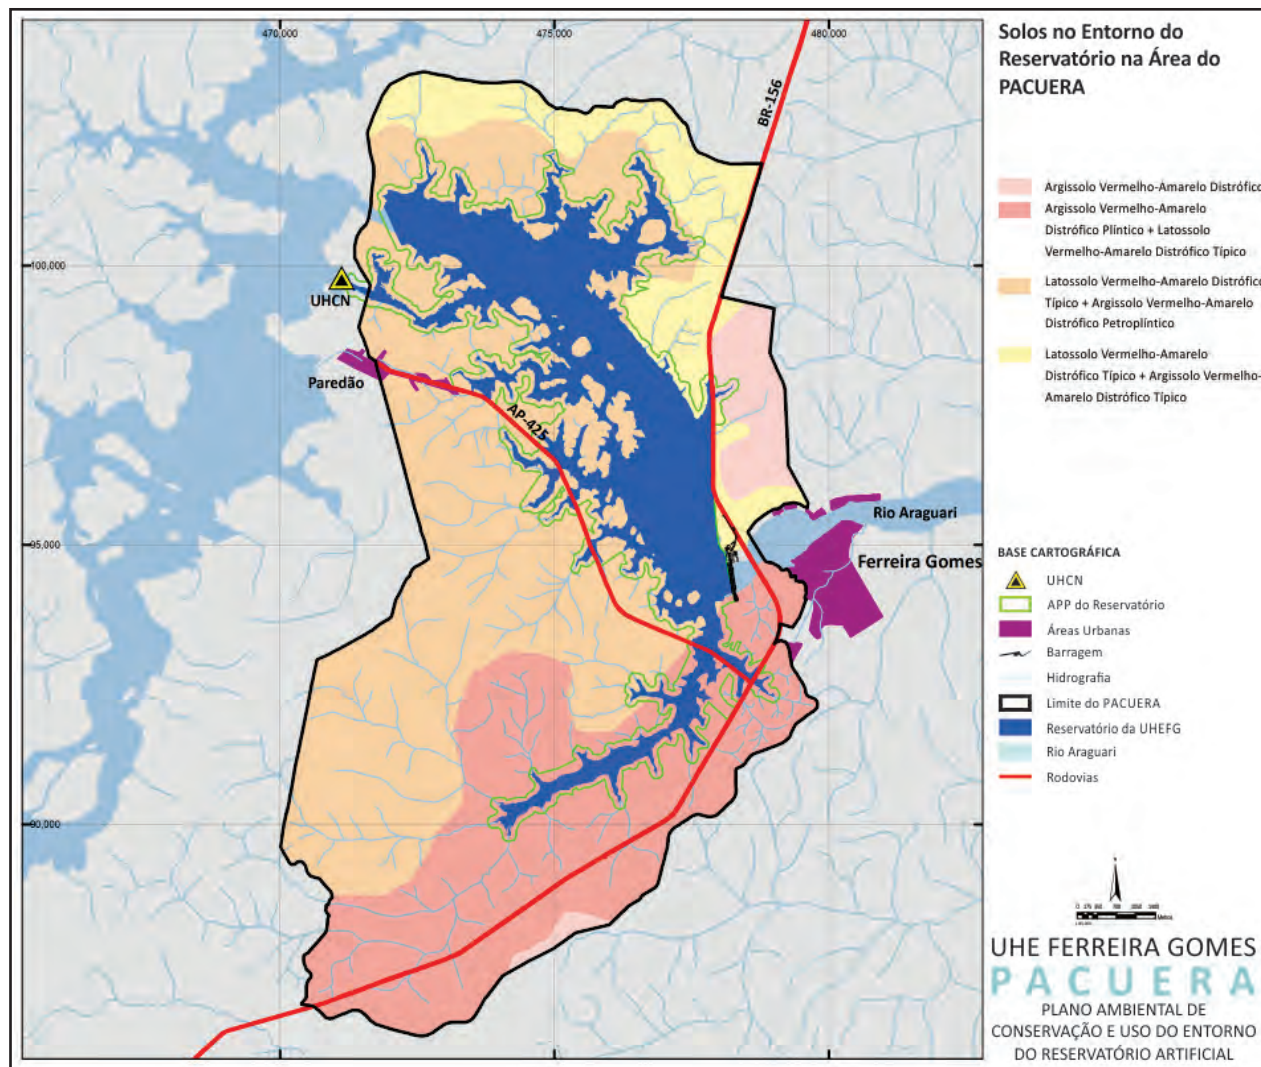 Solos no Entorno do
Reservatório na Área do
PACUERA
470,000
475,000
480,000
BR-156
100,000
UHCN
Paredão
AP-425
Rio Araguari
95,000
Ferreira Gomes
90,000
Argissolo Vermelho-Amarelo Distrófico
Argissolo Vermelho-Amarelo
Distrófico Plíntico + Latossolo
Vermelho-Amarelo Distrófico Típico
Latossolo Vermelho-Amarelo Distrófico
Típico + Argissolo Vermelho-Amarelo
Distrófico Petroplíntico
Latossolo Vermelho-Amarelo
Distrófico Típico + Argissolo Vermelho-
Amarelo Distrófico Típico
BASE CARTOGRÁFICA
UHCN
APP do Reservatório
Áreas Urbanas
Barragem
Hidrografia
Limite do PACUERA
Reservatório da UHEFG
Rio Araguari
Rodovias
Metros
UHE FERREIRA GOMES
PACUERA
PLANO AMBIENTAL DE
CONSERVAÇÃO E USO DO ENTORNO
DO RESERVATÓRIO ARTIFICIAL